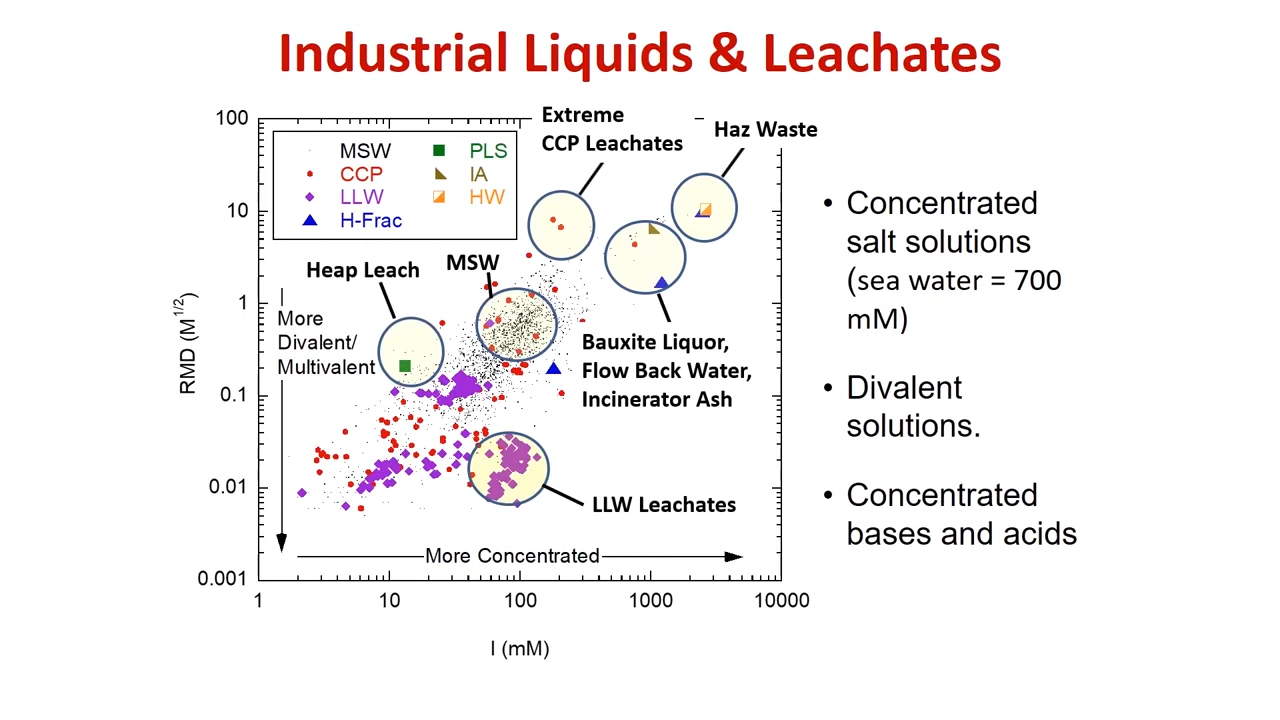 Industrial Liquids & Leachates
Extreme
CCP Leachates
Haz Waste
MSW
CCP
LLW
H-Frac
PLS
IA
HW
Heap Leach
MSW
More
Divalent/
Multivalent
Bauxite Liquor,
Flow Back Water,
Incinerator Ash
LLW Leachates
More Concentrated
RMD (M^1/2)
100
10
1
0.1
0.01
0.001
1
10
100
1000
10000
I (mM)
• Concentrated
salt solutions
(sea water = 700
mM)
• Divalent
solutions.
• Concentrated
bases and acids